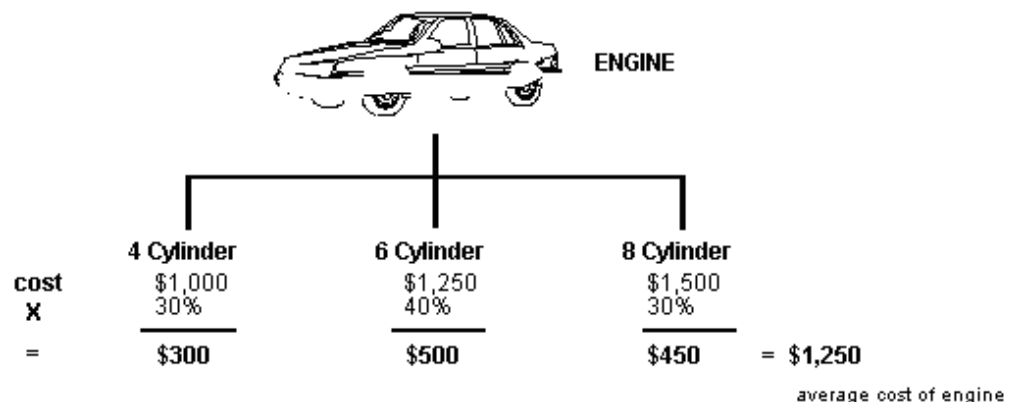 ENGINE
4 Cylinder 6 Cylinder 8 Cylinder
cost $1,000 $1,250 $1,500
X 30% 40% 30%
= $300 $500 $450 = $1,250
average cost of engine